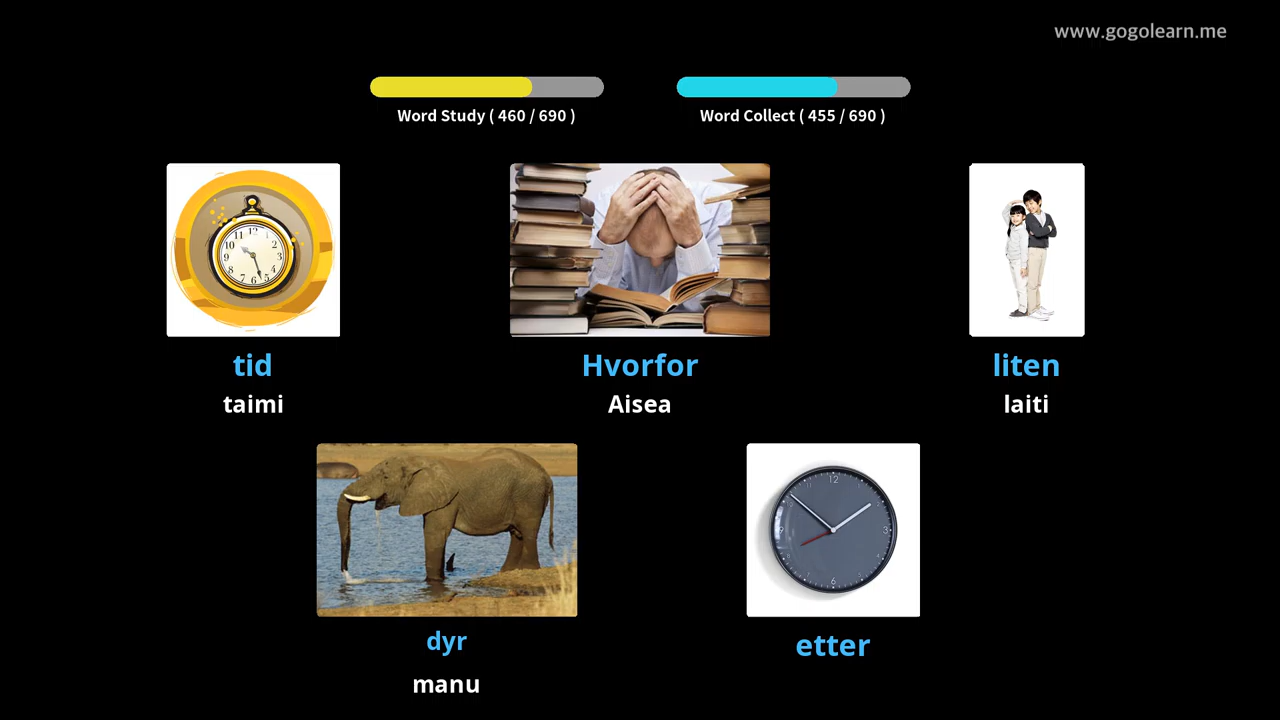 www.gogolearn.me
Word Study ( 460 / 690 )
Word Collect ( 455 / 690 )
tid
taimi
Hvorfor
Aisea
liten
laiti
dyr
manu
etter